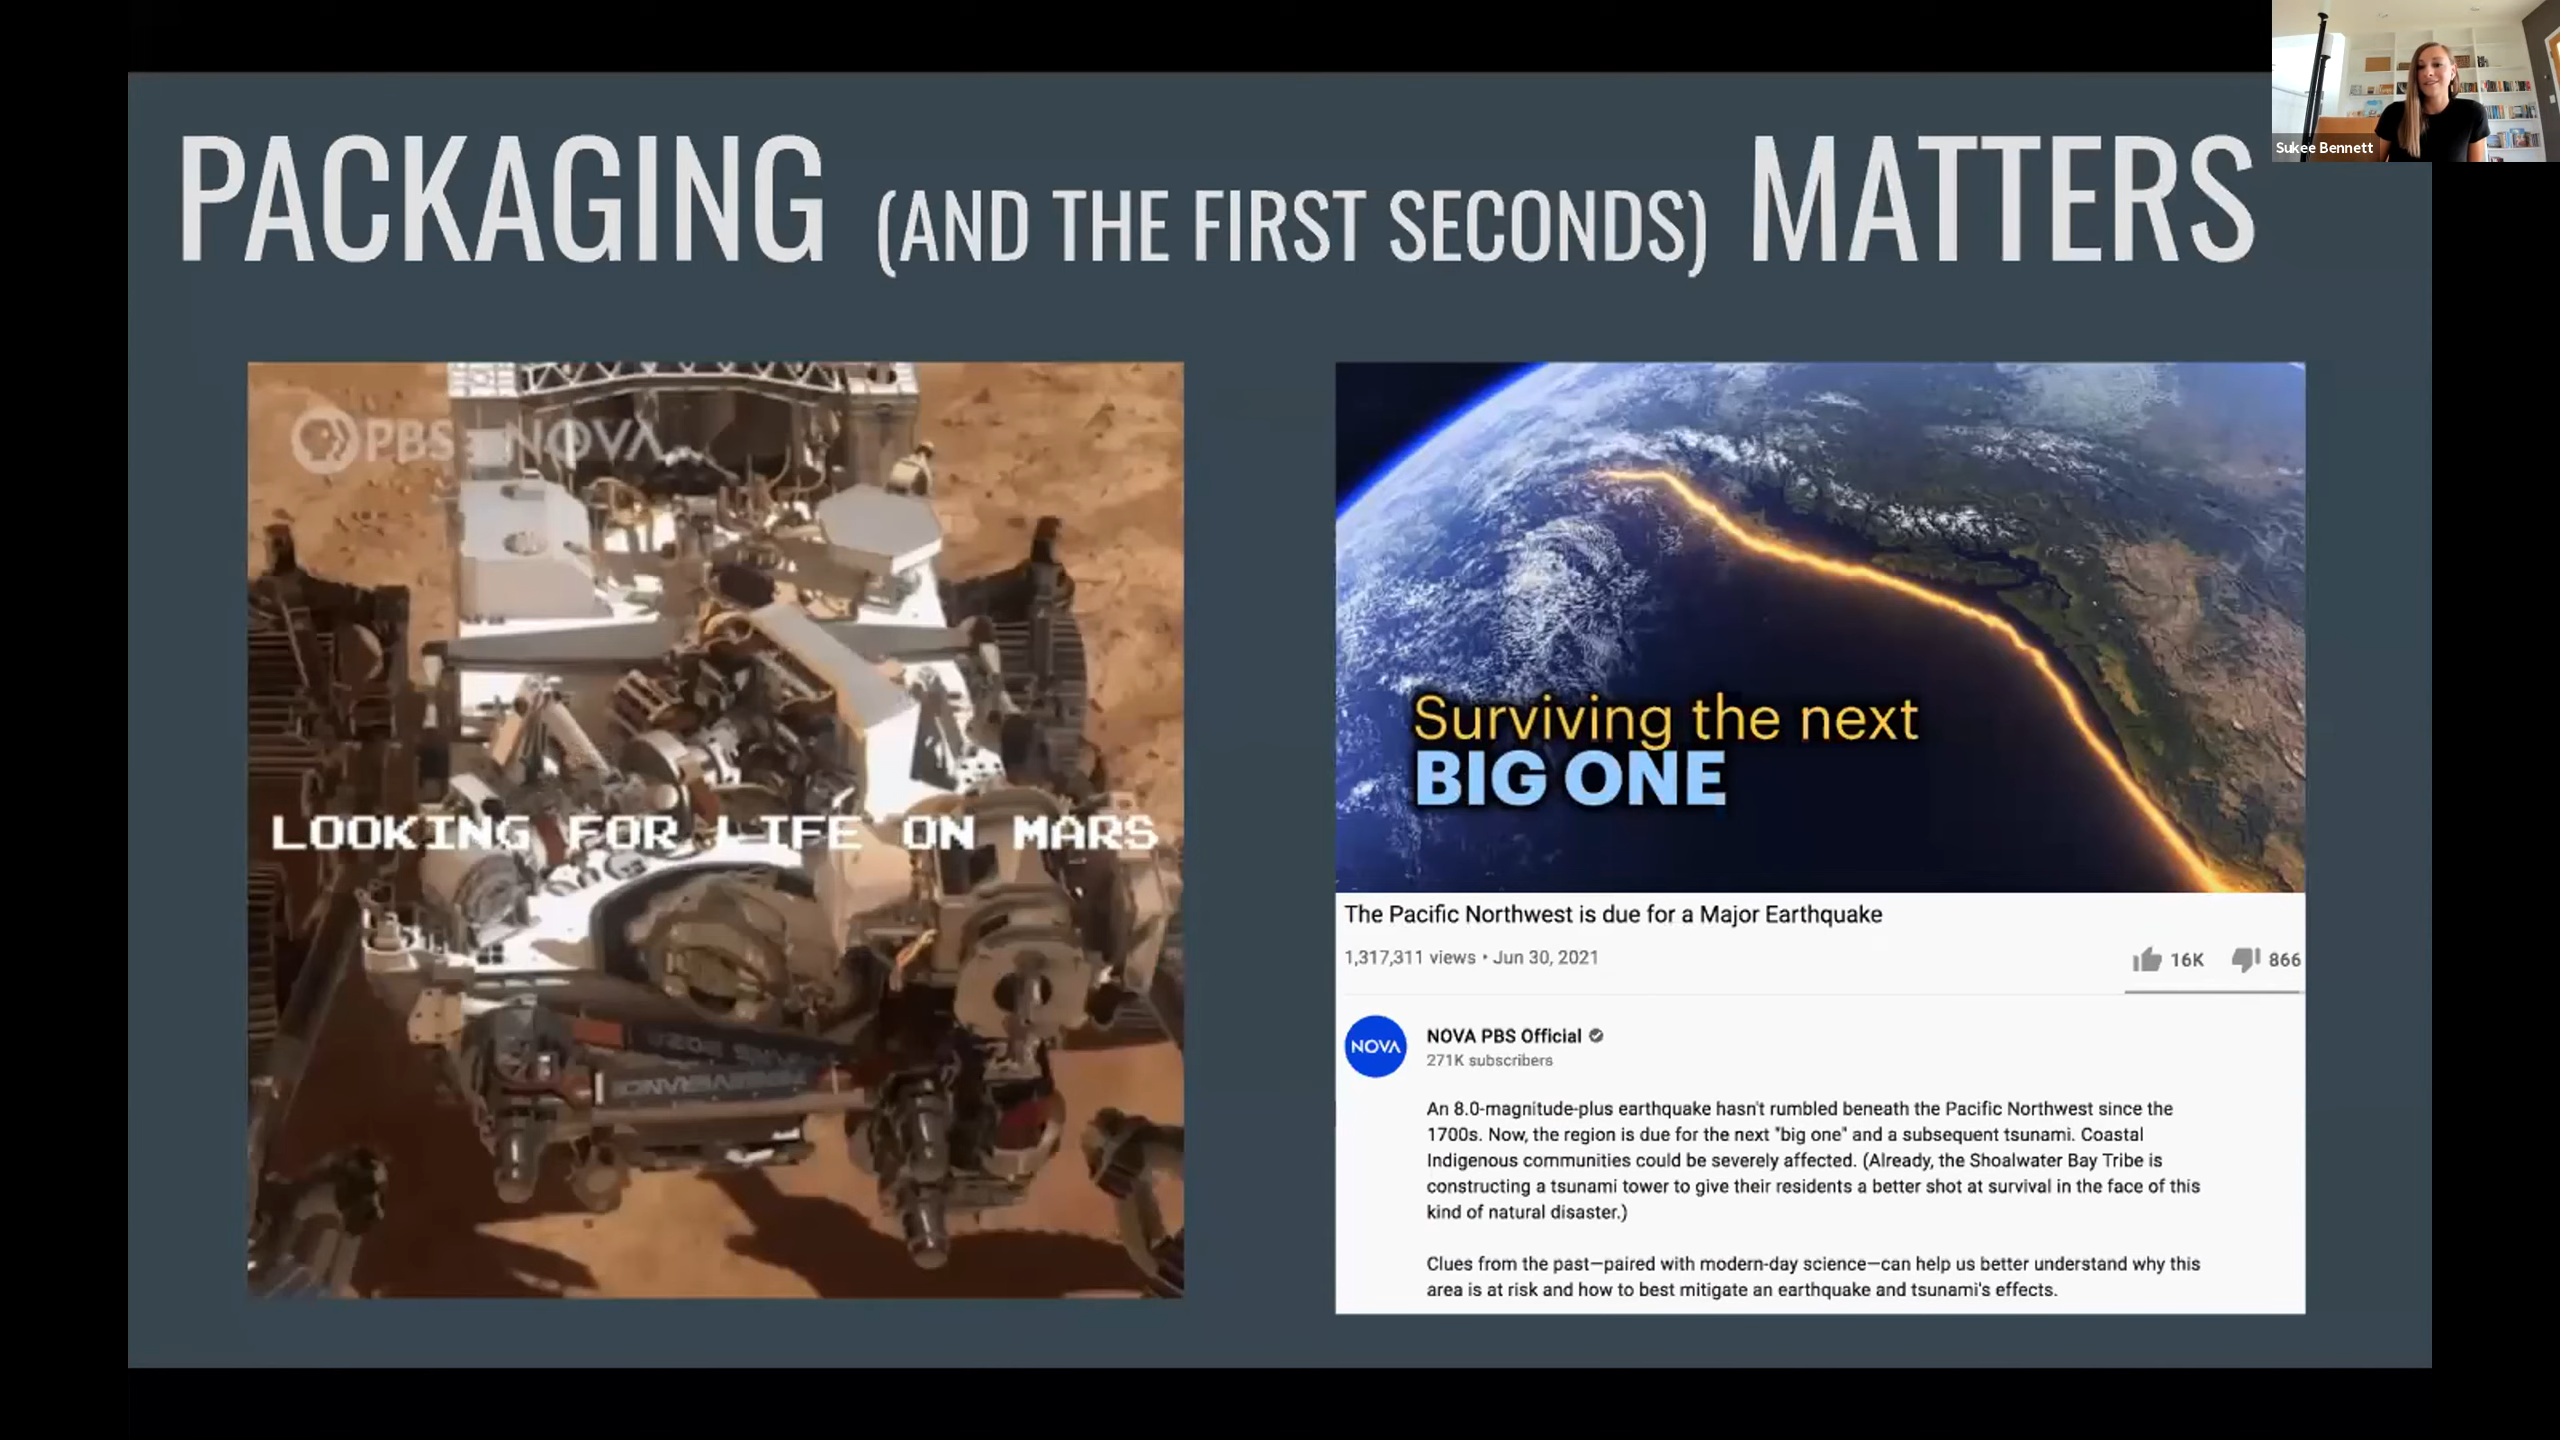 PACKAGING (AND THE FIRST SECONDS) MATTERS
Sukee Bennett
PBS NOVA
LOOKING FOR LIFE ON MARS
Surviving the next
BIG ONE
The Pacific Northwest is due for a Major Earthquake
1,317,311 views • Jun 30, 2021
16K 866
NOVA
NOVA PBS Official
271K subscribers
An 8.0-magnitude-plus earthquake hasn't rumbled beneath the Pacific Northwest since the
1700s. Now, the region is due for the next "big one" and a subsequent tsunami. Coastal
Indigenous communities could be severely affected. (Already, the Shoalwater Bay Tribe is
constructing a tsunami tower to give their residents a better shot at survival in the face of this
kind of natural disaster.)
Clues from the past—paired with modern-day science—can help us better understand why this
area is at risk and how to best mitigate an earthquake and tsunami's effects.